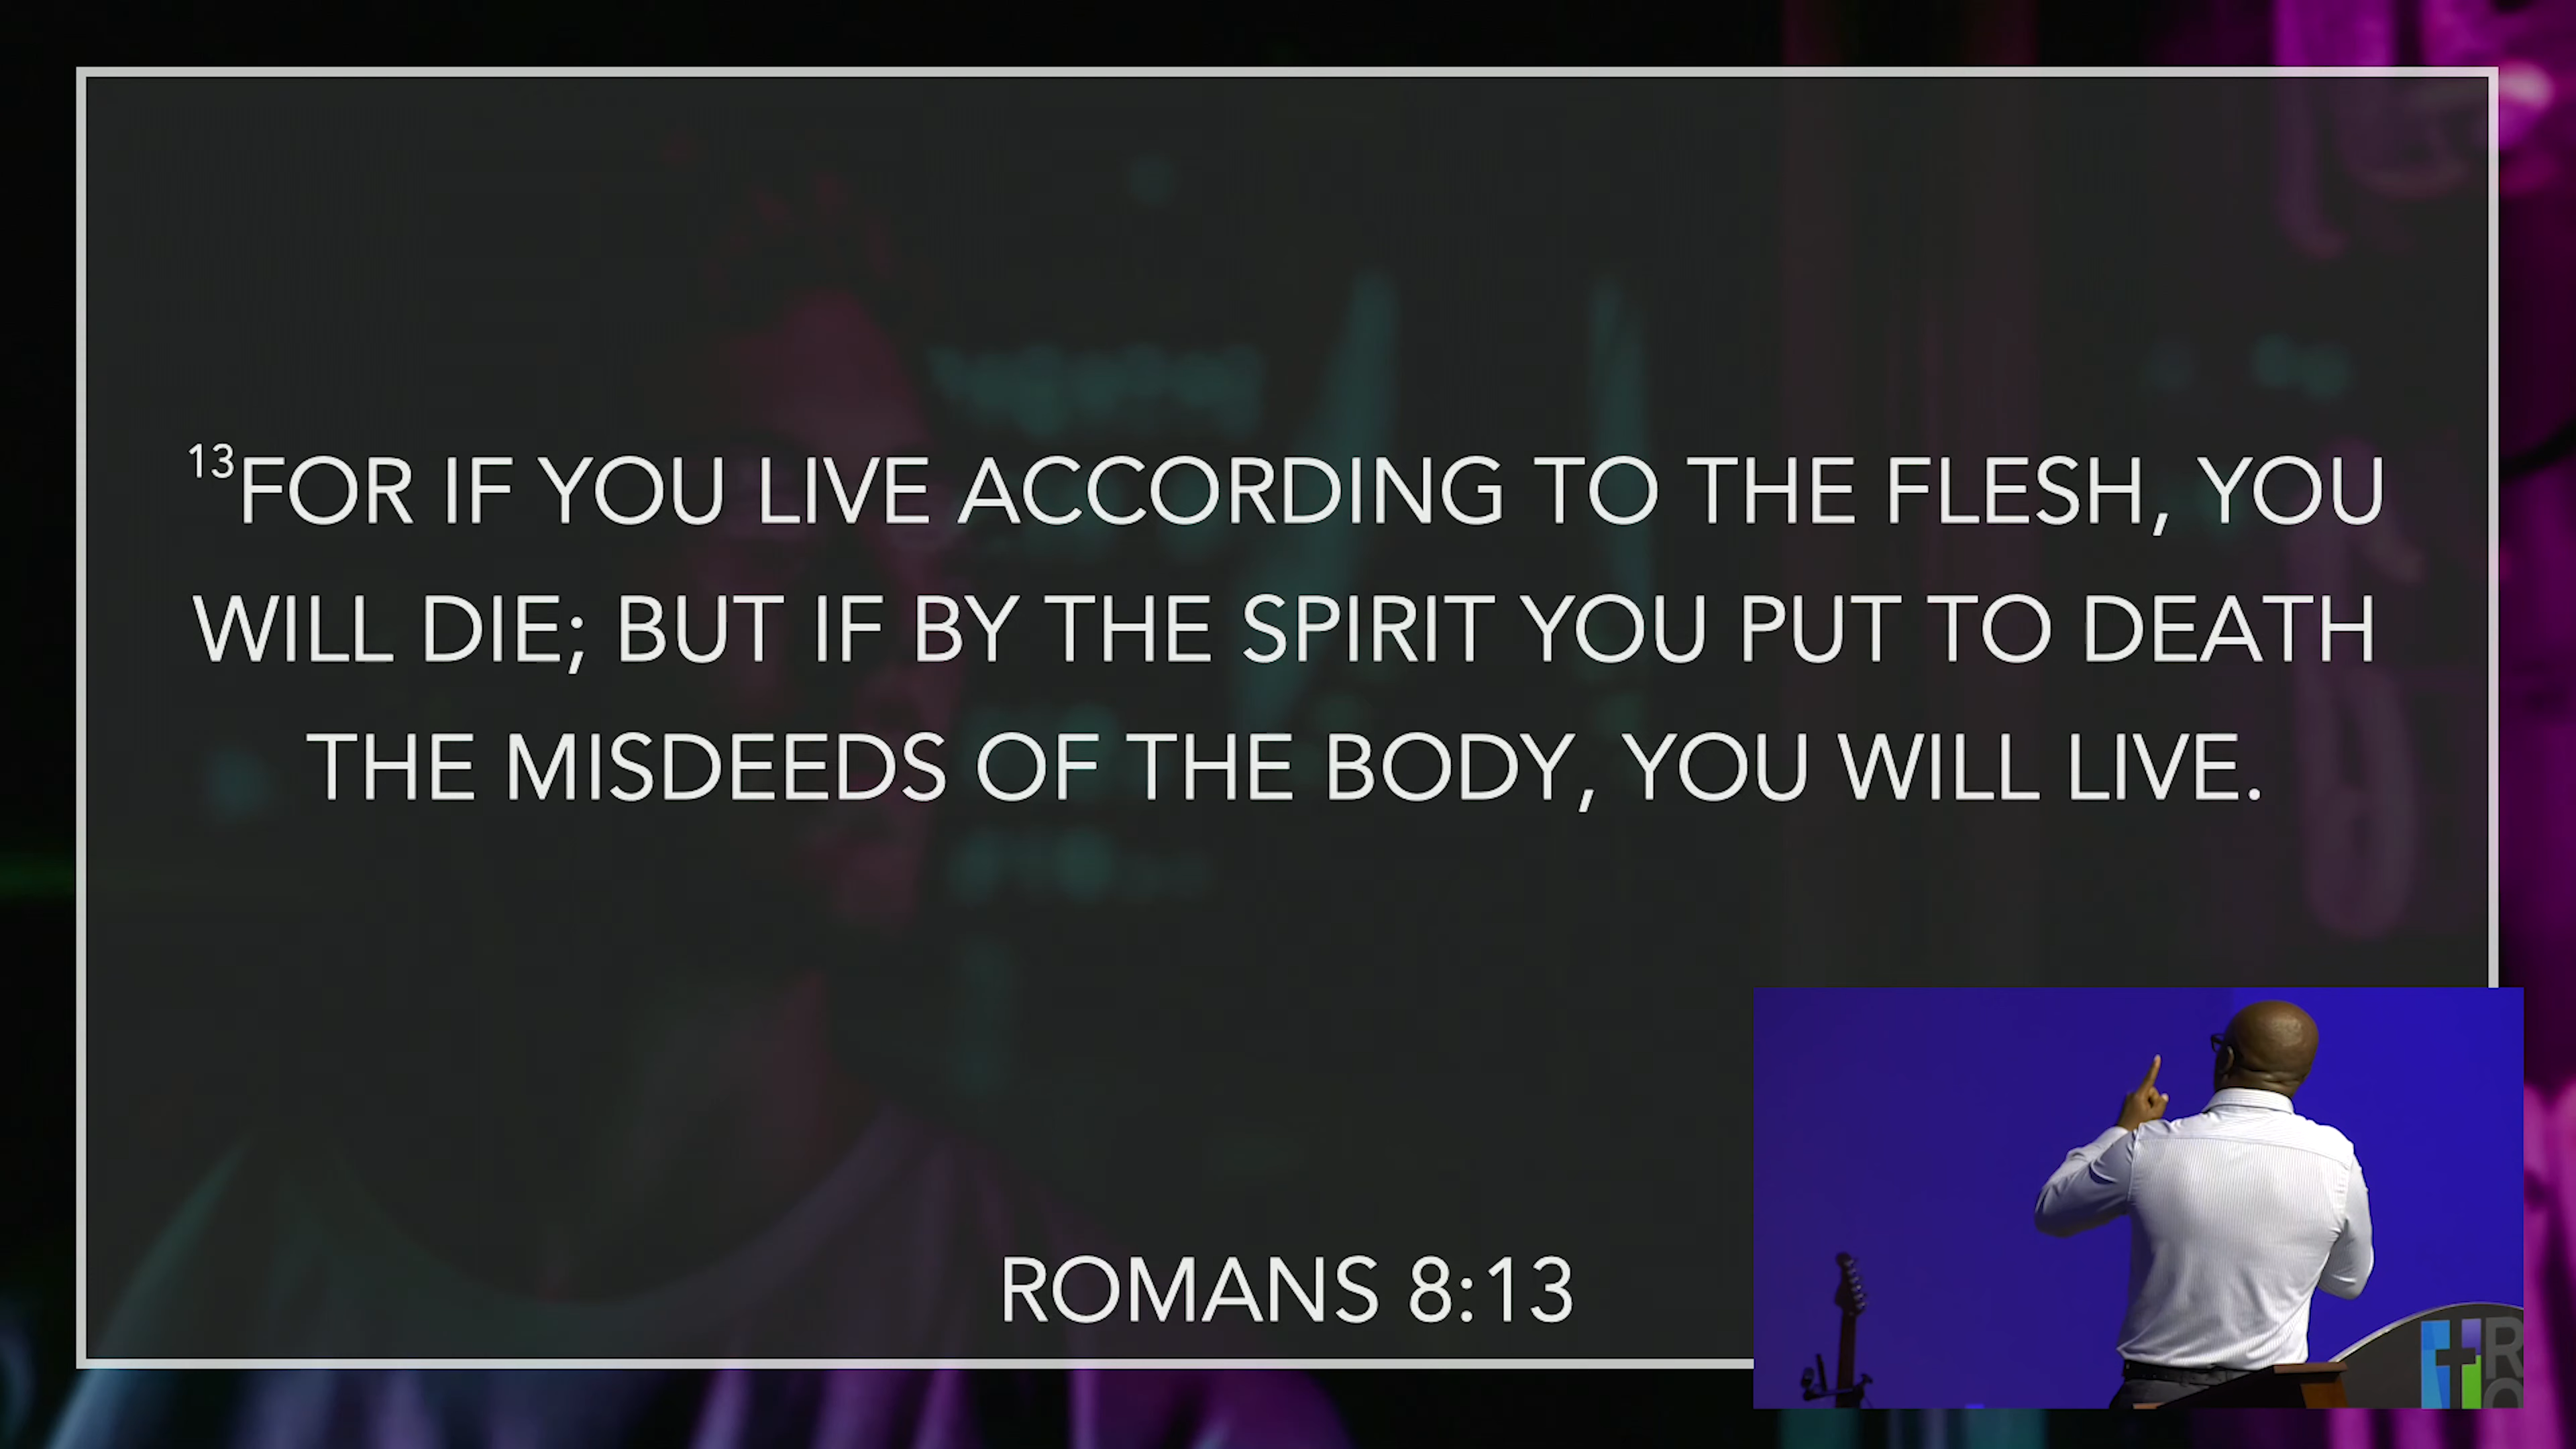 ¹³FOR IF YOU LIVE ACCORDING TO THE FLESH, YOU
WILL DIE; BUT IF BY THE SPIRIT YOU PUT TO DEATH
THE MISDEEDS OF THE BODY, YOU WILL LIVE.
ROMANS 8:13